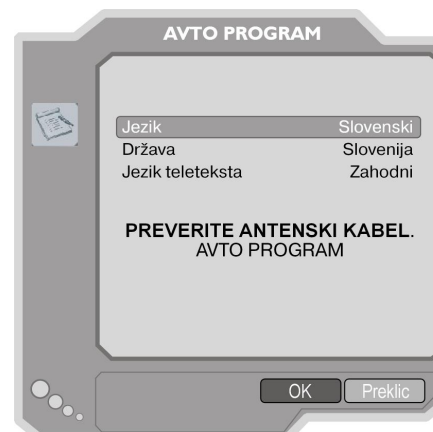 AVTO PROGRAM
Jezik Slovenski
Država Slovenija
Jezik teleteksta Zahodni
PREVERITE ANTENSKI KABEL.
AVTO PROGRAM
OK Preklic